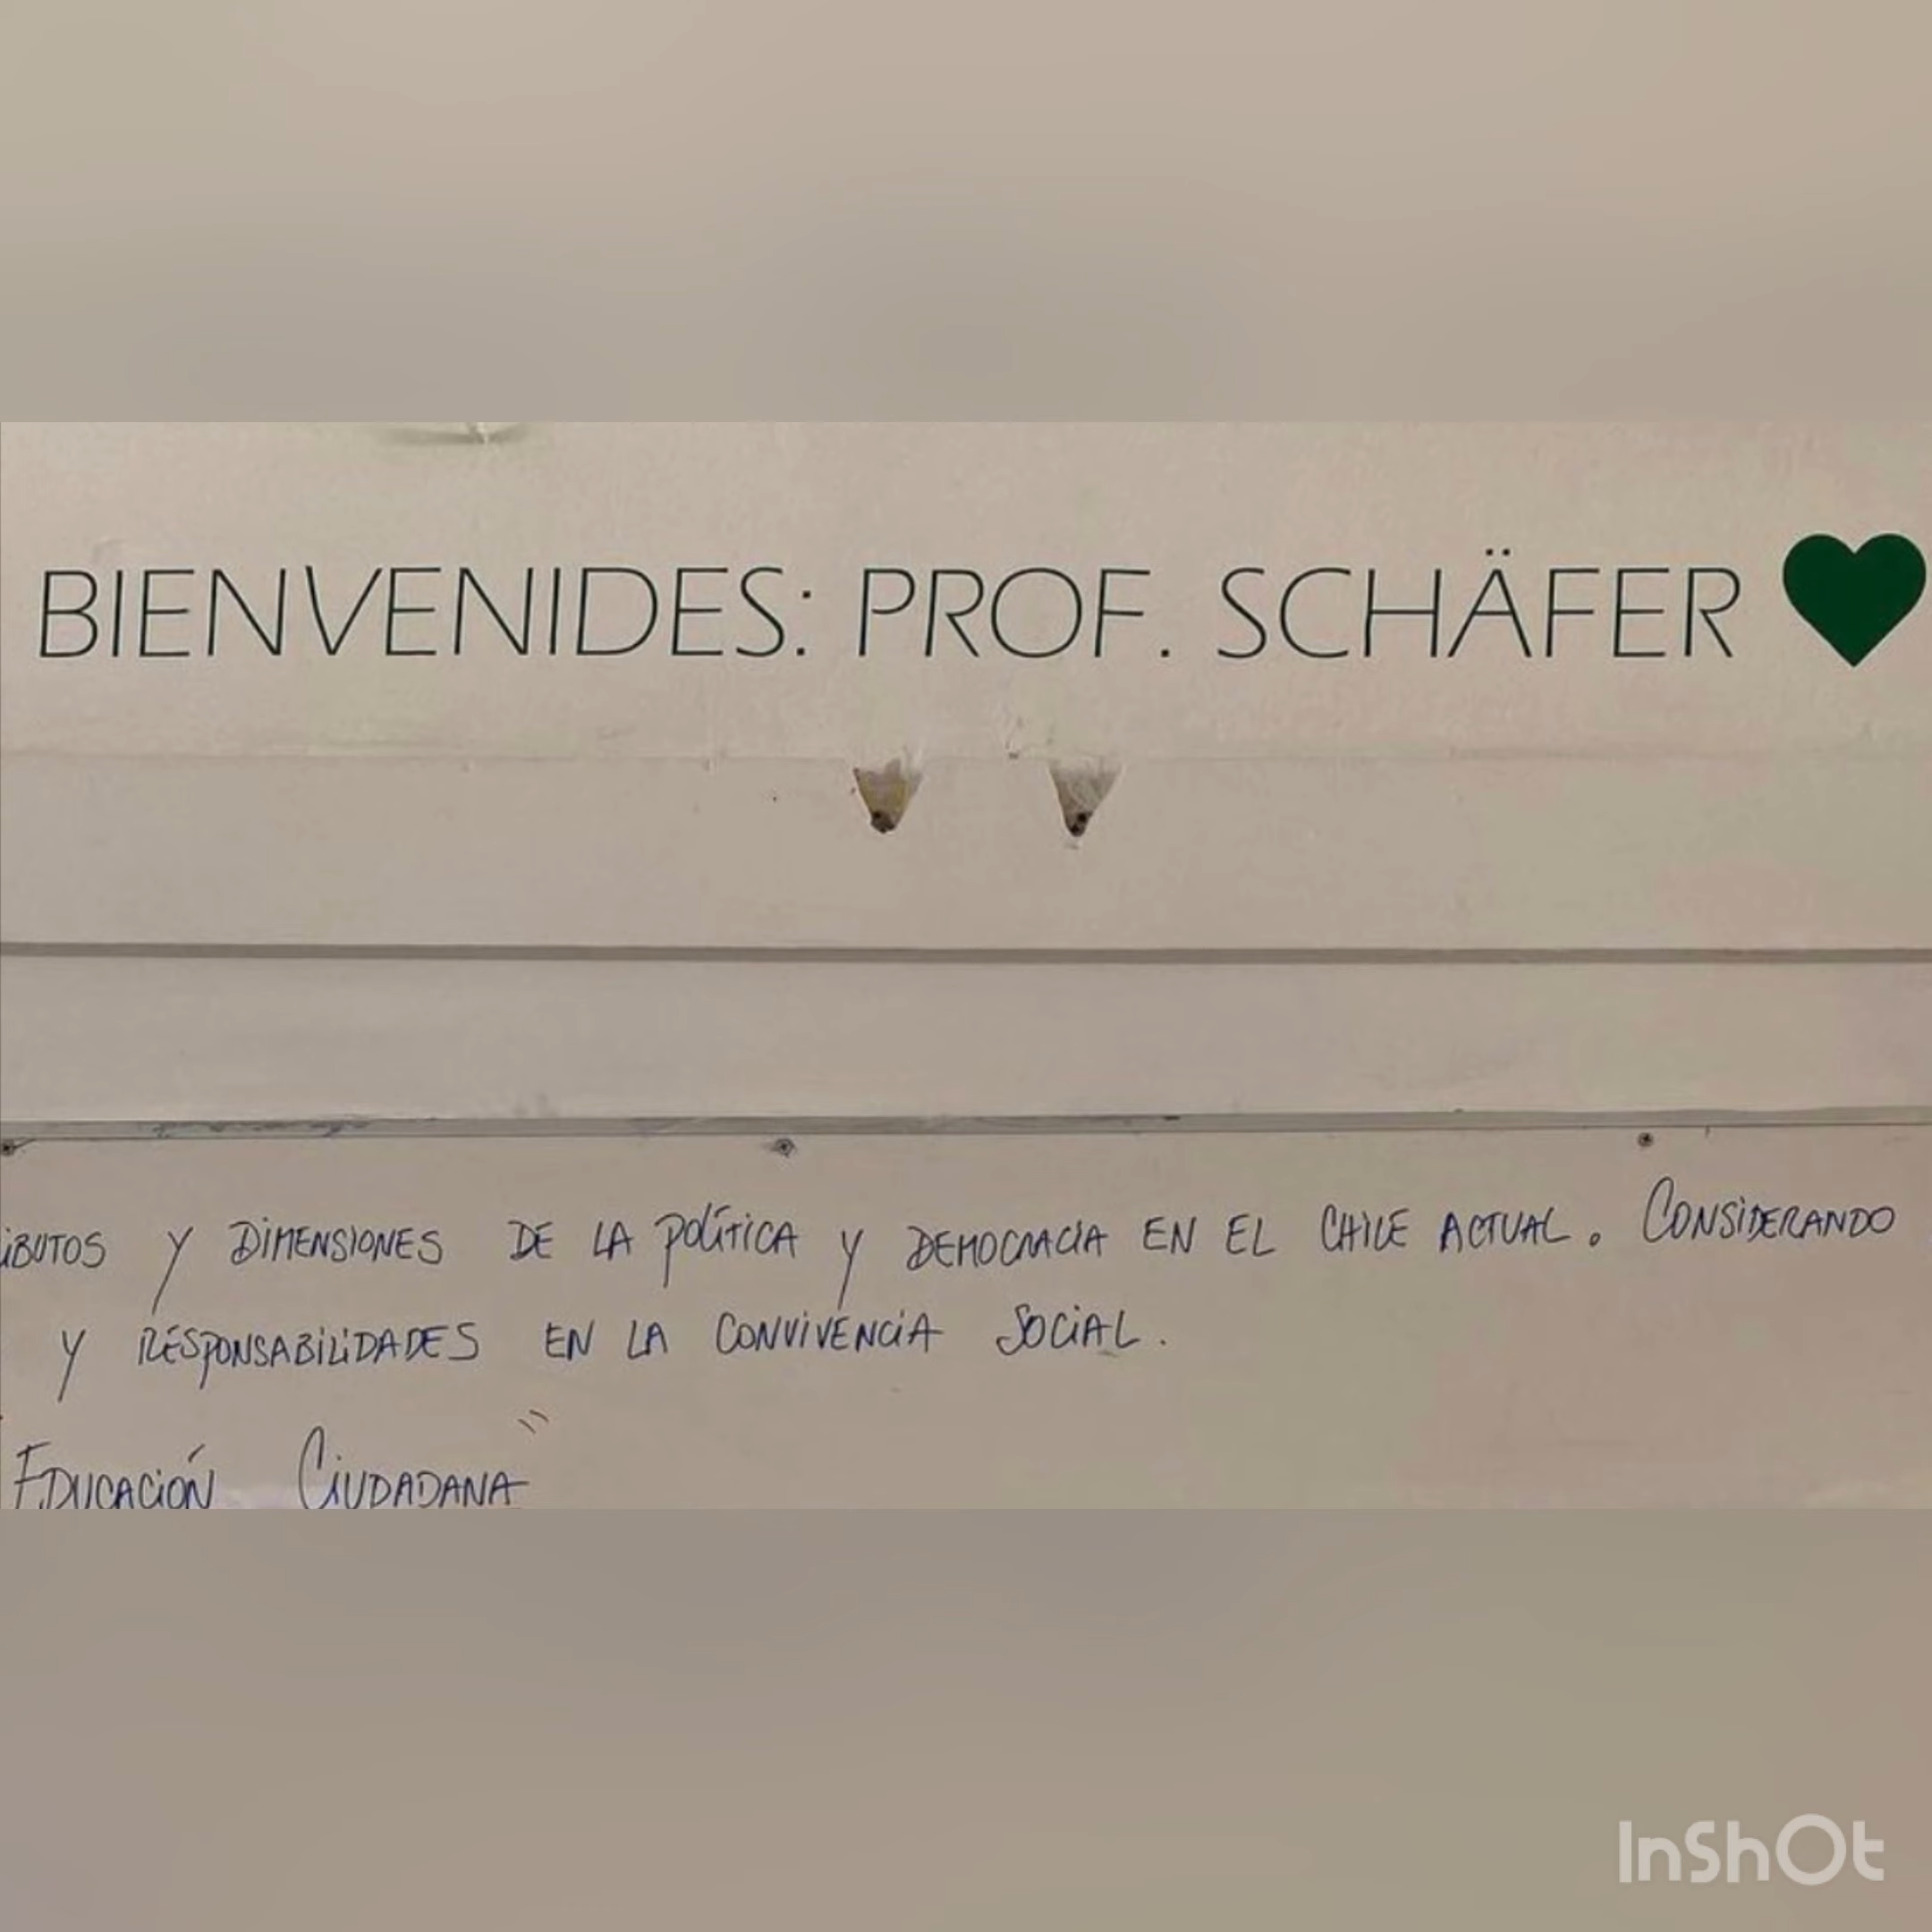 BIENVENIDES: PROF. SCHÄFER
Y DIMENSIONES DE LA POLÍTICA Y DEMOCRACIA EN EL CHILE ACTUAL. CONSIDERANDO
Y RESPONSABILIDADES EN LA CONVIVENCIA SOCIAL.
EDUCACIÓN CIUDADANA"
InShOt